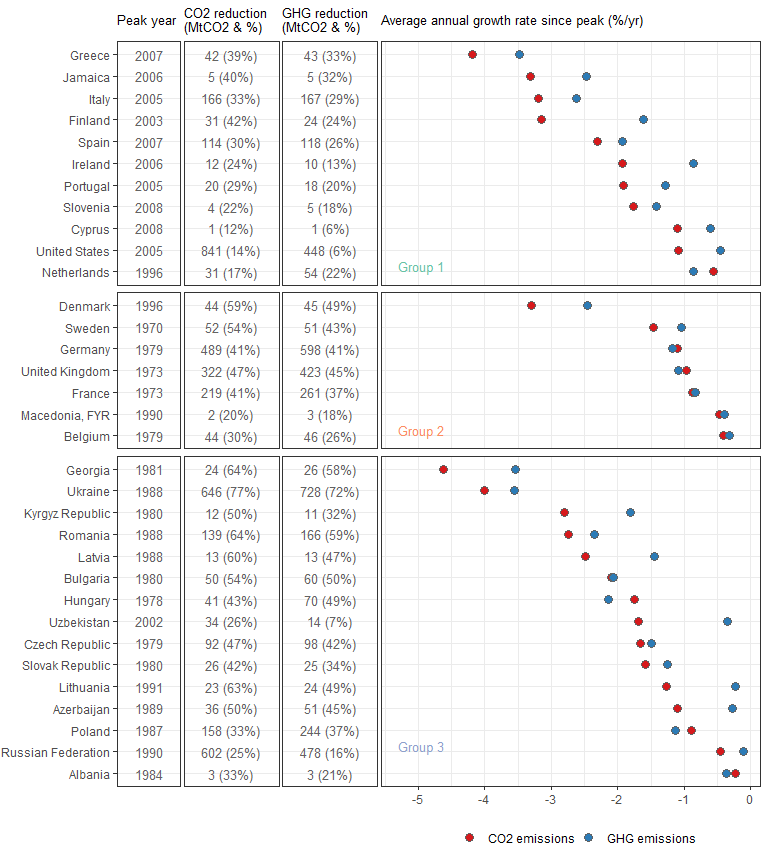 Peak year CO2 reduction (MtCO2 & %) GHG reduction (MtCO2 & %) Average annual growth rate since peak (%/yr)
Greece 2007 42 (39%) 43 (33%)
Jamaica 2006 5 (40%) 5 (32%)
Italy 2005 166 (33%) 167 (29%)
Finland 2003 31 (42%) 24 (24%)
Spain 2007 114 (30%) 118 (26%)
Ireland 2006 12 (24%) 10 (13%)
Portugal 2005 20 (29%) 18 (20%)
Slovenia 2008 4 (22%) 5 (18%)
Cyprus 2008 1 (12%) 1 (6%)
United States 2005 841 (14%) 448 (6%)
Netherlands 1996 31 (17%) 54 (22%)
Group 1
Denmark 1996 44 (59%) 45 (49%)
Sweden 1970 52 (54%) 51 (43%)
Germany 1979 489 (41%) 598 (41%)
United Kingdom 1973 322 (47%) 423 (45%)
France 1973 219 (41%) 261 (37%)
Macedonia, FYR 1990 2 (20%) 3 (18%)
Belgium 1979 44 (30%) 46 (26%)
Group 2
Georgia 1981 24 (64%) 26 (58%)
Ukraine 1988 646 (77%) 728 (72%)
Kyrgyz Republic 1980 12 (50%) 11 (32%)
Romania 1988 139 (64%) 166 (59%)
Latvia 1988 13 (60%) 13 (47%)
Bulgaria 1980 50 (54%) 60 (50%)
Hungary 1978 41 (43%) 70 (49%)
Uzbekistan 2002 34 (26%) 14 (7%)
Czech Republic 1979 92 (47%) 98 (42%)
Slovak Republic 1980 26 (42%) 25 (34%)
Lithuania 1991 23 (63%) 24 (49%)
Azerbaijan 1989 36 (50%) 51 (45%)
Poland 1987 158 (33%) 244 (37%)
Russian Federation 1990 602 (25%) 478 (16%)
Albania 1984 3 (33%) 3 (21%)
Group 3
-5 -4 -3 -2 -1 0
CO2 emissions GHG emissions